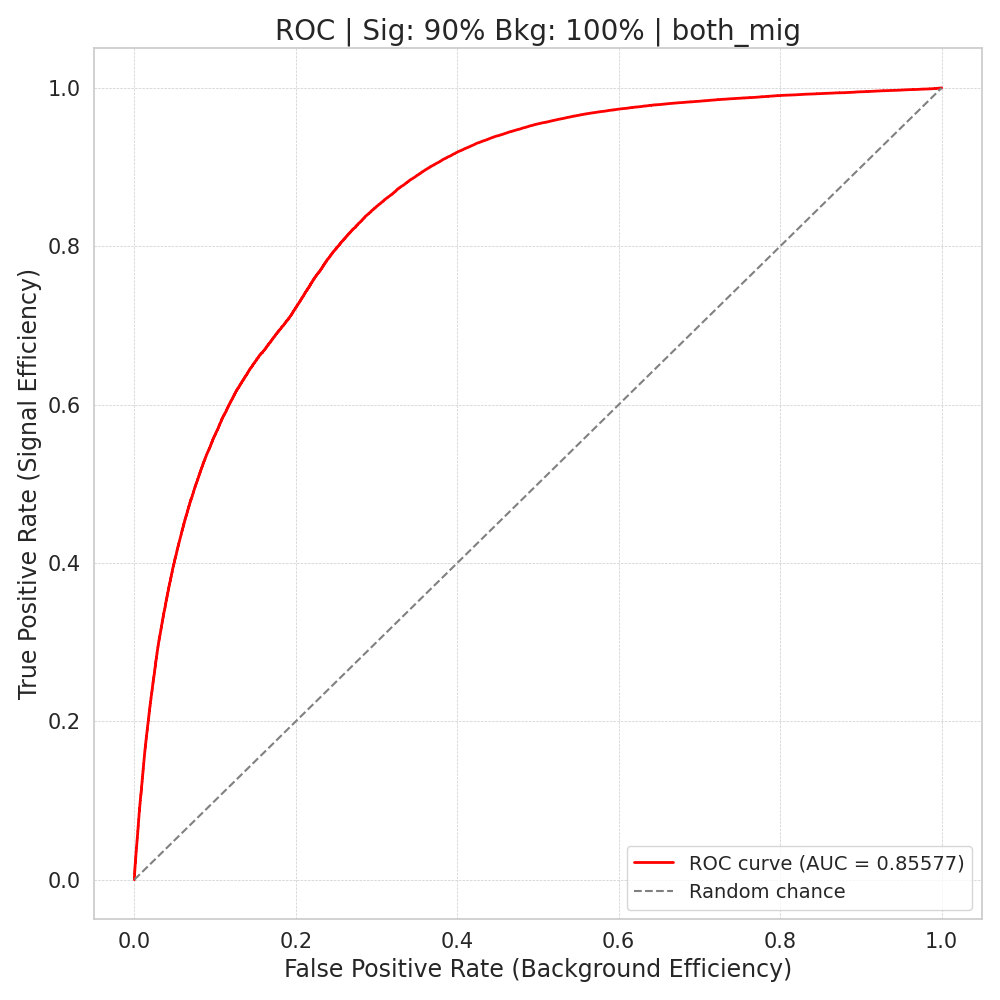 ROC | Sig: 90% Bkg: 100% | both_mig
True Positive Rate (Signal Efficiency)
1.0
0.8
0.6
0.4
0.2
0.0
ROC curve (AUC = 0.85577)
Random chance
0.0 0.2 0.4 0.6 0.8 1.0
False Positive Rate (Background Efficiency)